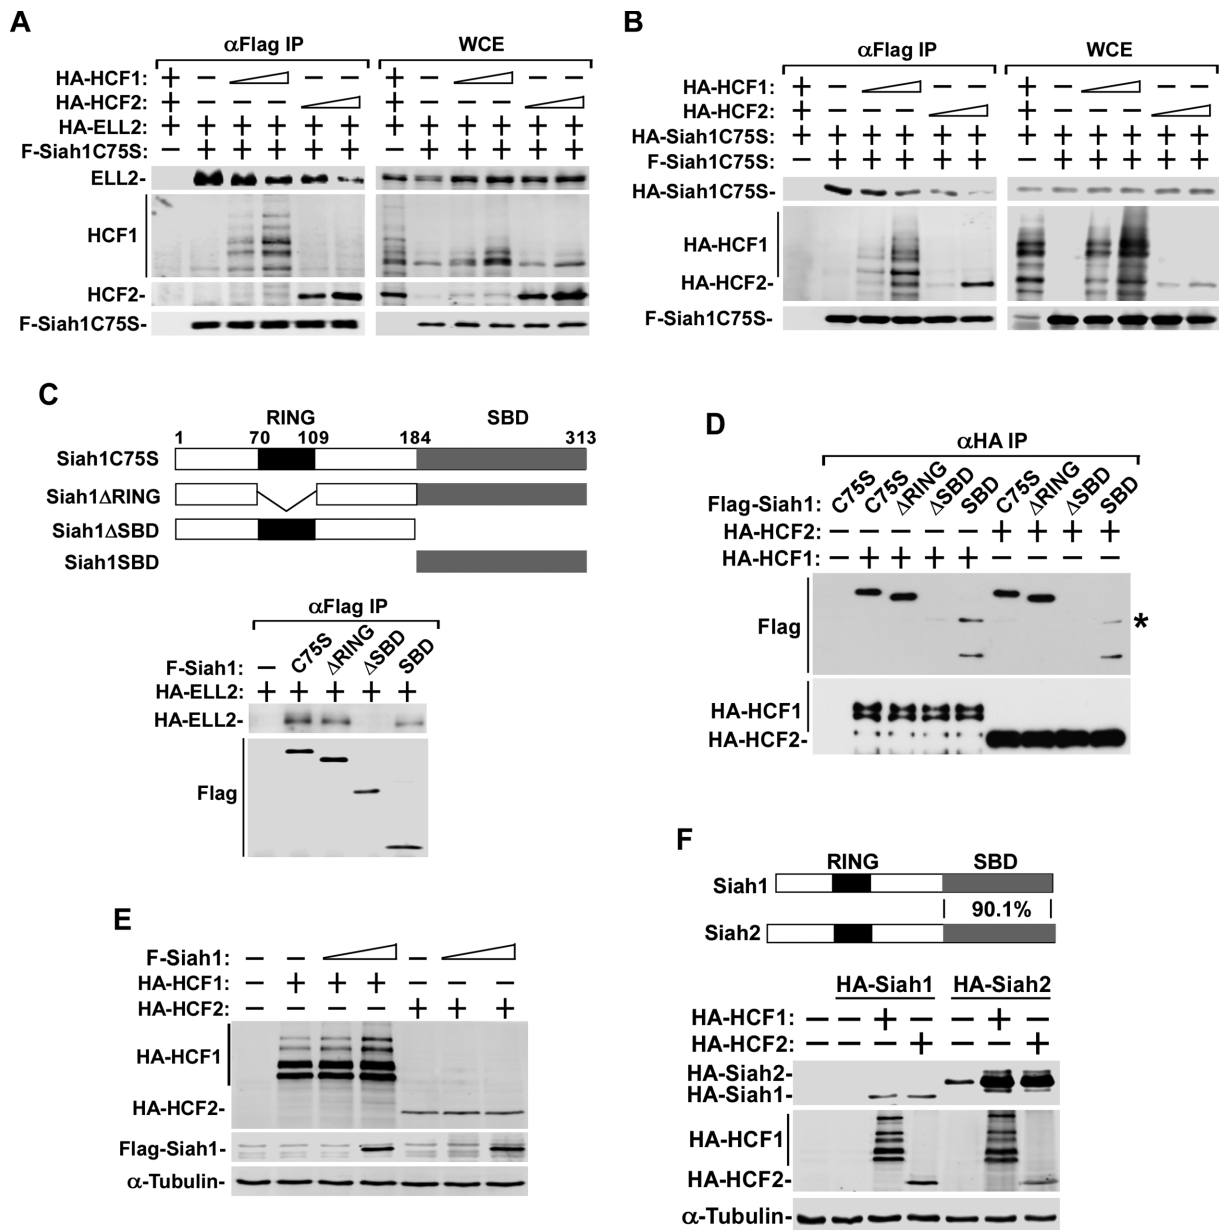 A
αFlag IP WCE
HA-HCF1: + − − − + − − −
HA-HCF2: + − − − + − − −
HA-ELL2: + + + + + + + + + + + +
F-Siah1C75S: − + + + + + − + + + + +
ELL2-
HCF1
HCF2-
F-Siah1C75S-
B
αFlag IP WCE
HA-HCF1: + − − − + − − −
HA-HCF2: + − − − + − − −
HA-Siah1C75S: + + + + + + + + + + + +
F-Siah1C75S: − + + + + + − + + + + +
HA-Siah1C75S-
HA-HCF1
HA-HCF2-
F-Siah1C75S-
C
RING SBD
1 70 109 184 313
Siah1C75S
Siah1ΔRING
Siah1ΔSBD
Siah1SBD
αFlag IP
F-Siah1: − C75S ΔRING ΔSBD SBD
HA-ELL2: + + + + +
HA-ELL2-
Flag
D
αHA IP
Flag-Siah1: C75S C75S ΔRING ΔSBD SBD C75S ΔRING ΔSBD SBD
HA-HCF2: − − − − − + + + +
HA-HCF1: − + + + + − − − −
Flag *
HA-HCF1
HA-HCF2-
E
F-Siah1: − − −
HA-HCF1: − + + + − − −
HA-HCF2: − − − − + + +
HA-HCF1
HA-HCF2-
Flag-Siah1-
α-Tubulin-
F
RING SBD
Siah1
90.1%
Siah2
HA-Siah1 HA-Siah2
HA-HCF1: − − + − − + −
HA-HCF2: − − − + − − +
HA-Siah2-
HA-Siah1-
HA-HCF1
HA-HCF2-
α-Tubulin-